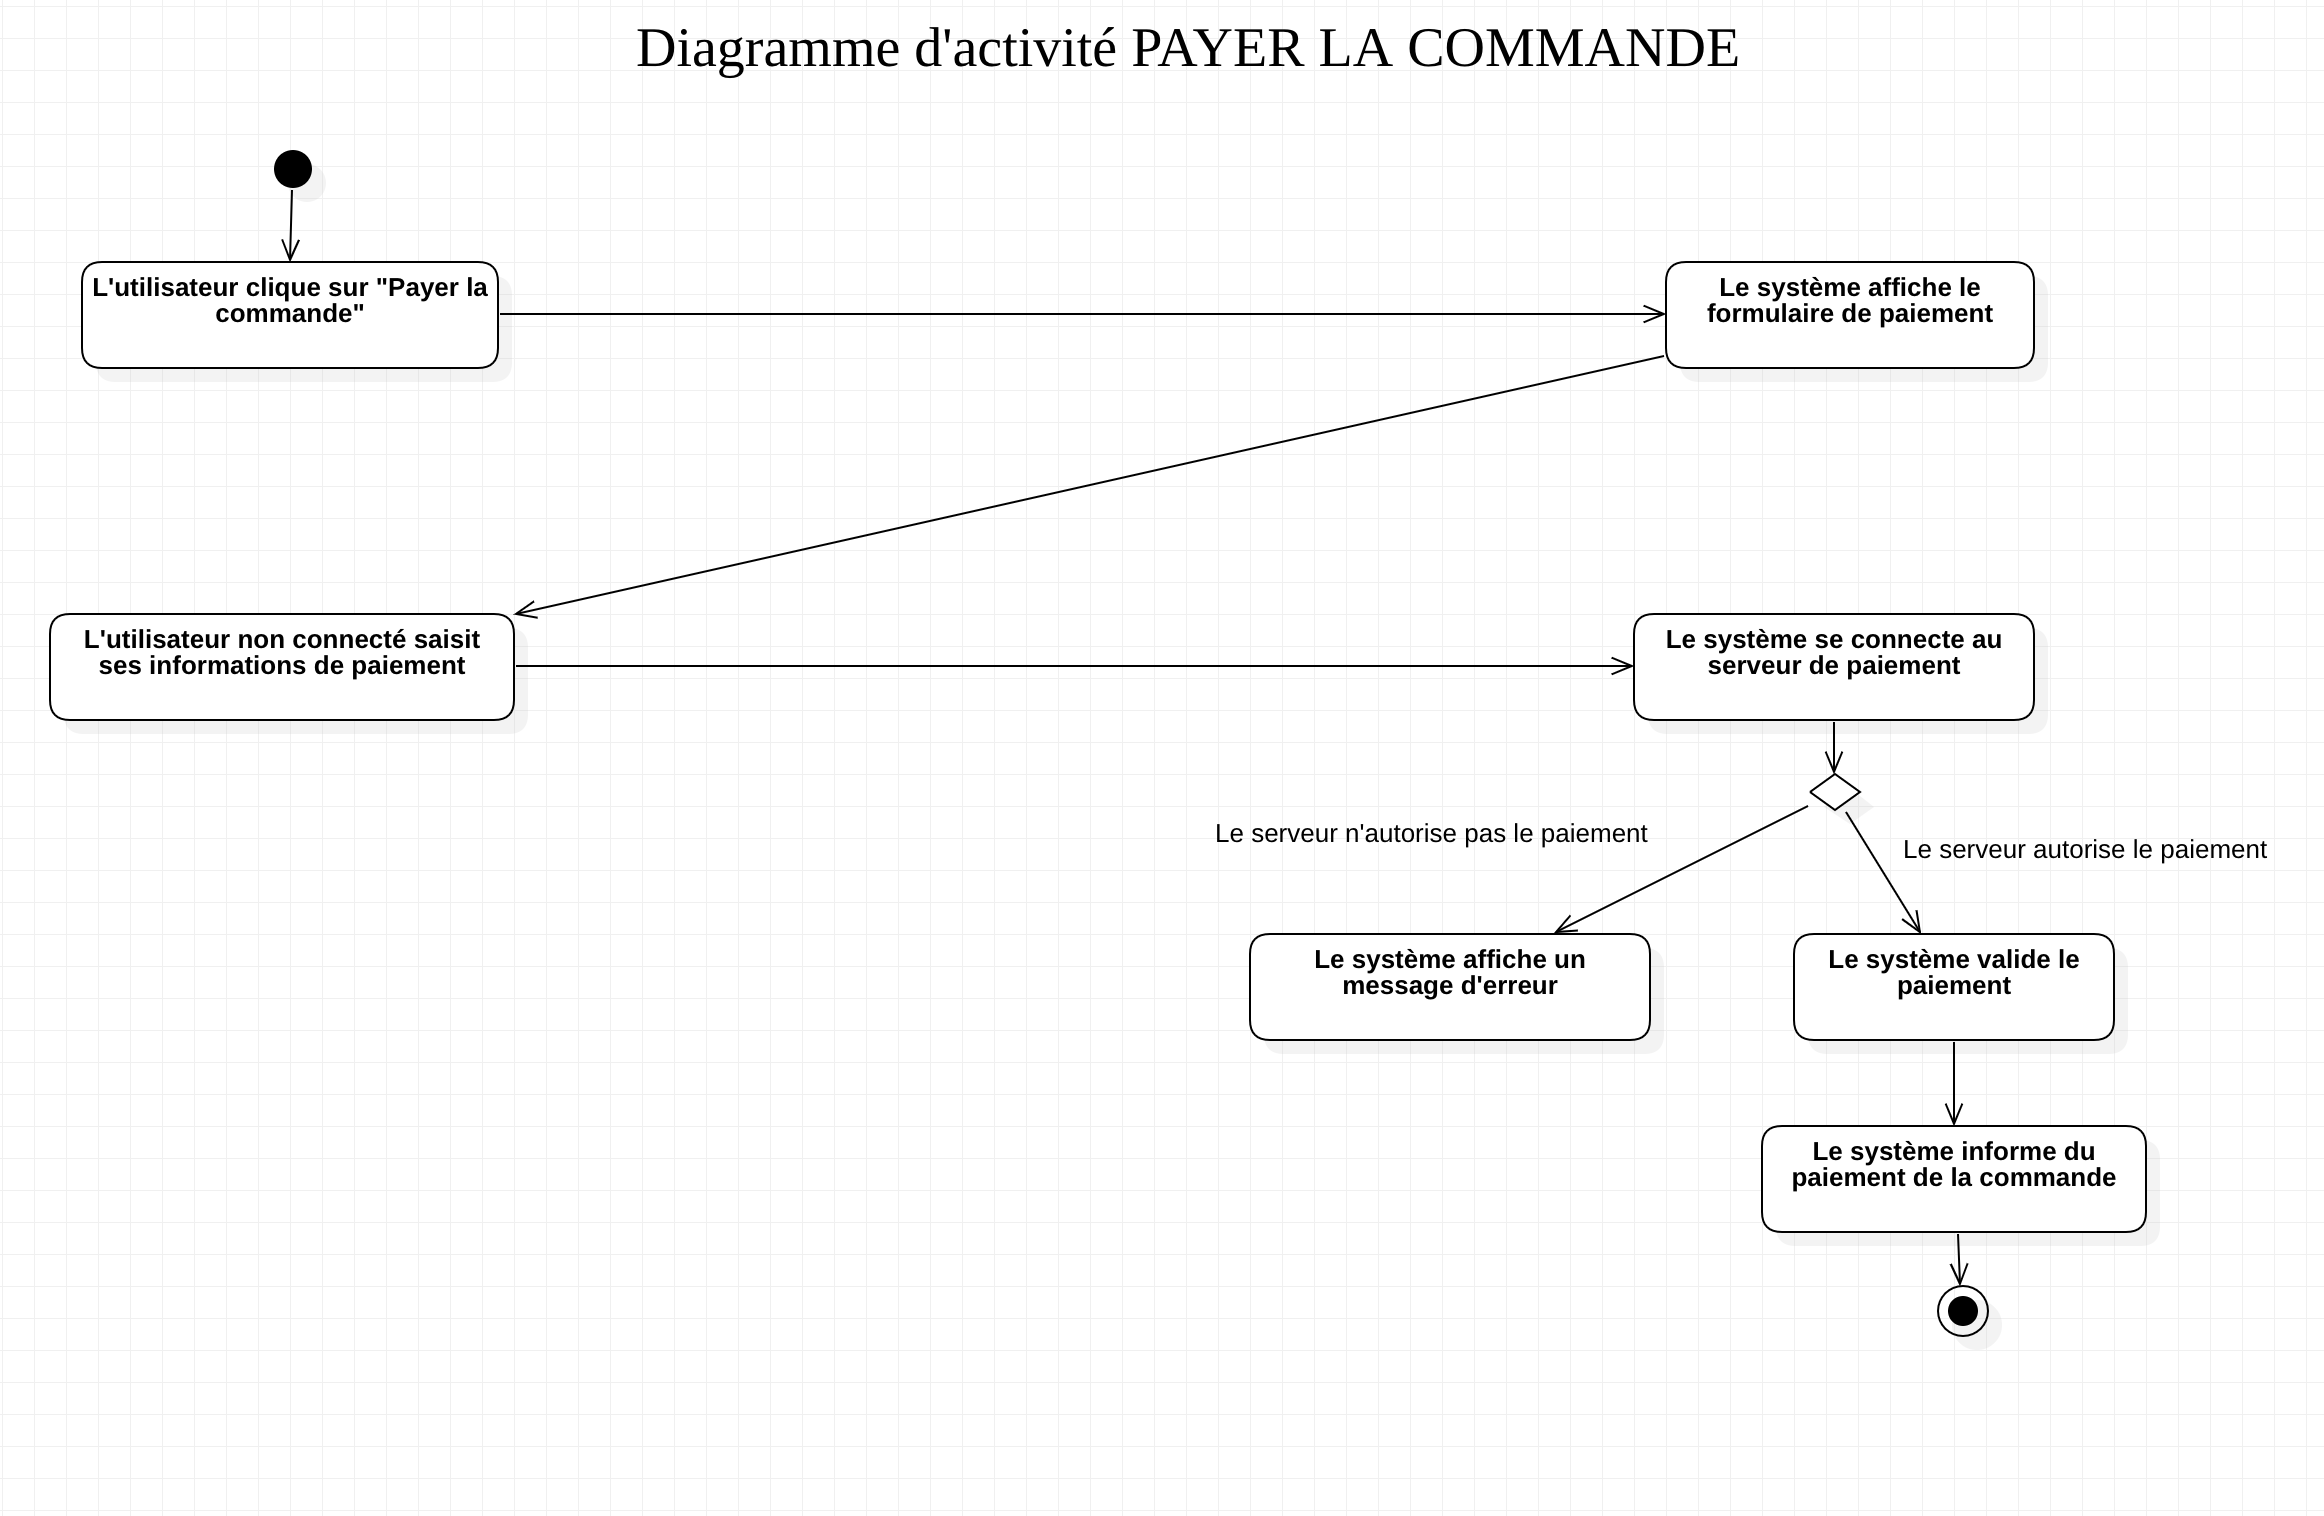 Diagramme d'activité PAYER LA COMMANDE
L'utilisateur clique sur "Payer la
commande"
Le système affiche le
formulaire de paiement
L'utilisateur non connecté saisit
ses informations de paiement
Le système se connecte au
serveur de paiement
Le serveur n'autorise pas le paiement
Le serveur autorise le paiement
Le système affiche un
message d'erreur
Le système valide le
paiement
Le système informe du
paiement de la commande